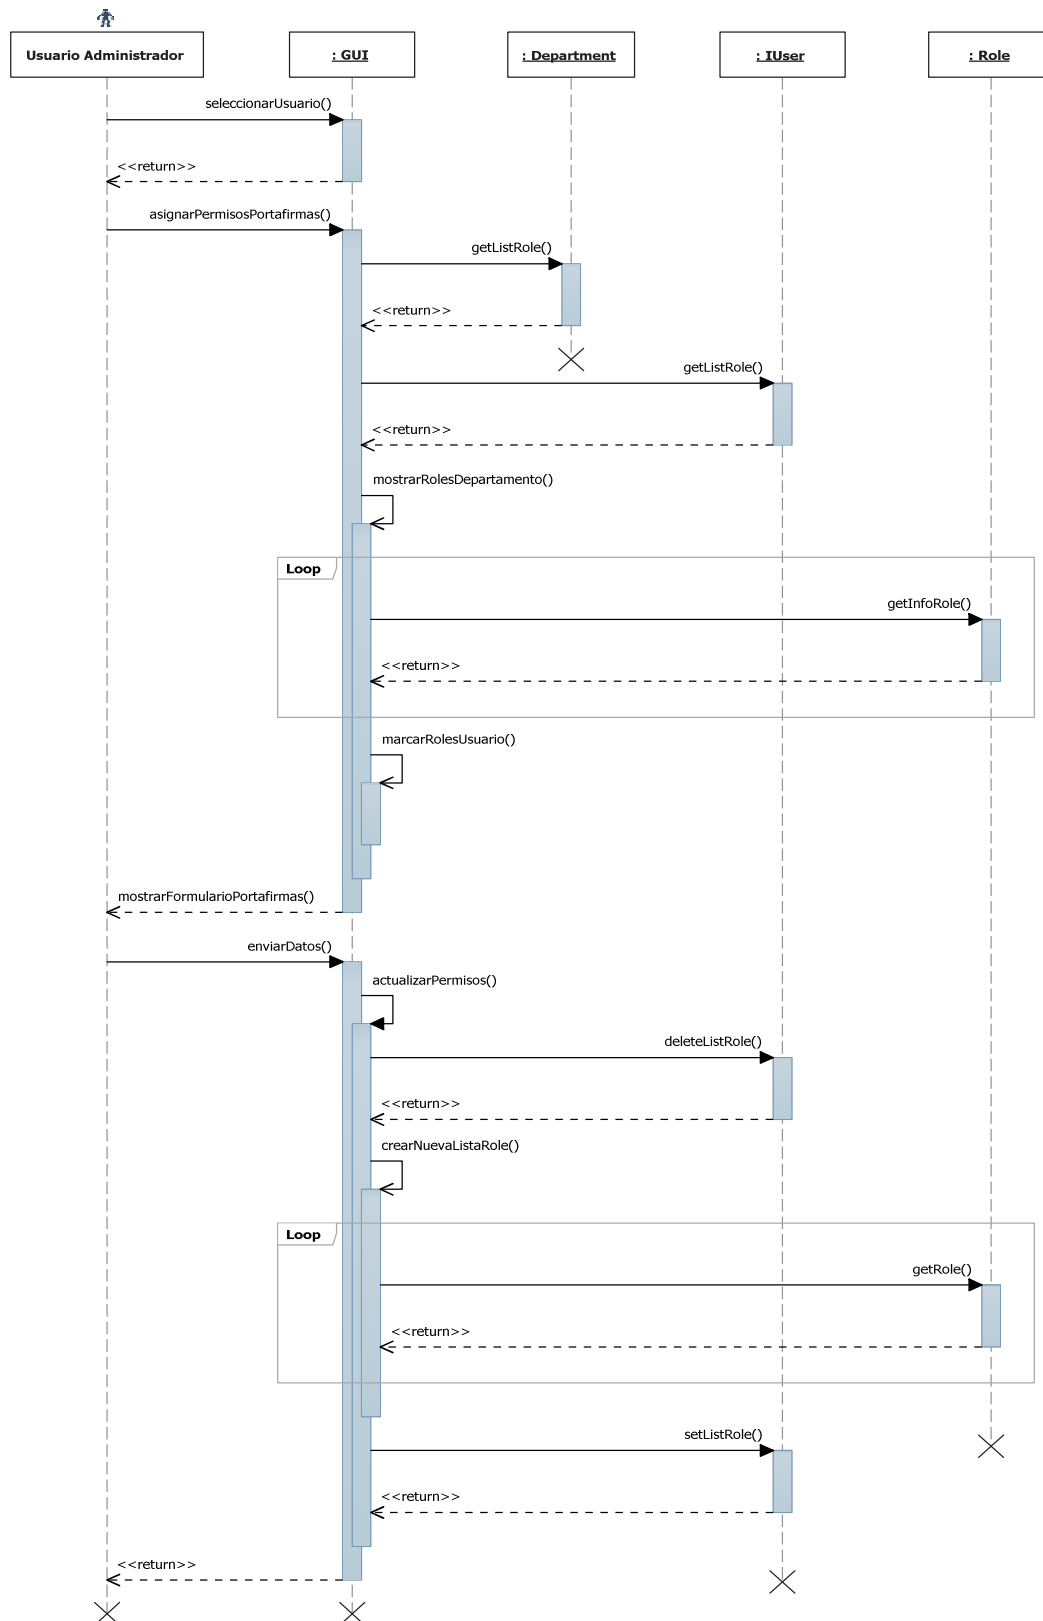 Usuario Administrador
: GUI
: Department
: IUser
: Role
seleccionarUsuario()
<<return>>
asignarPermisosPortafirmas()
getListRole()
<<return>>
getListRole()
<<return>>
mostrarRolesDepartamento()
Loop
getInfoRole()
<<return>>
marcarRolesUsuario()
mostrarFormularioPortafirmas()
enviarDatos()
actualizarPermisos()
deleteListRole()
<<return>>
crearNuevaListaRole()
Loop
getRole()
<<return>>
setListRole()
<<return>>
<<return>>